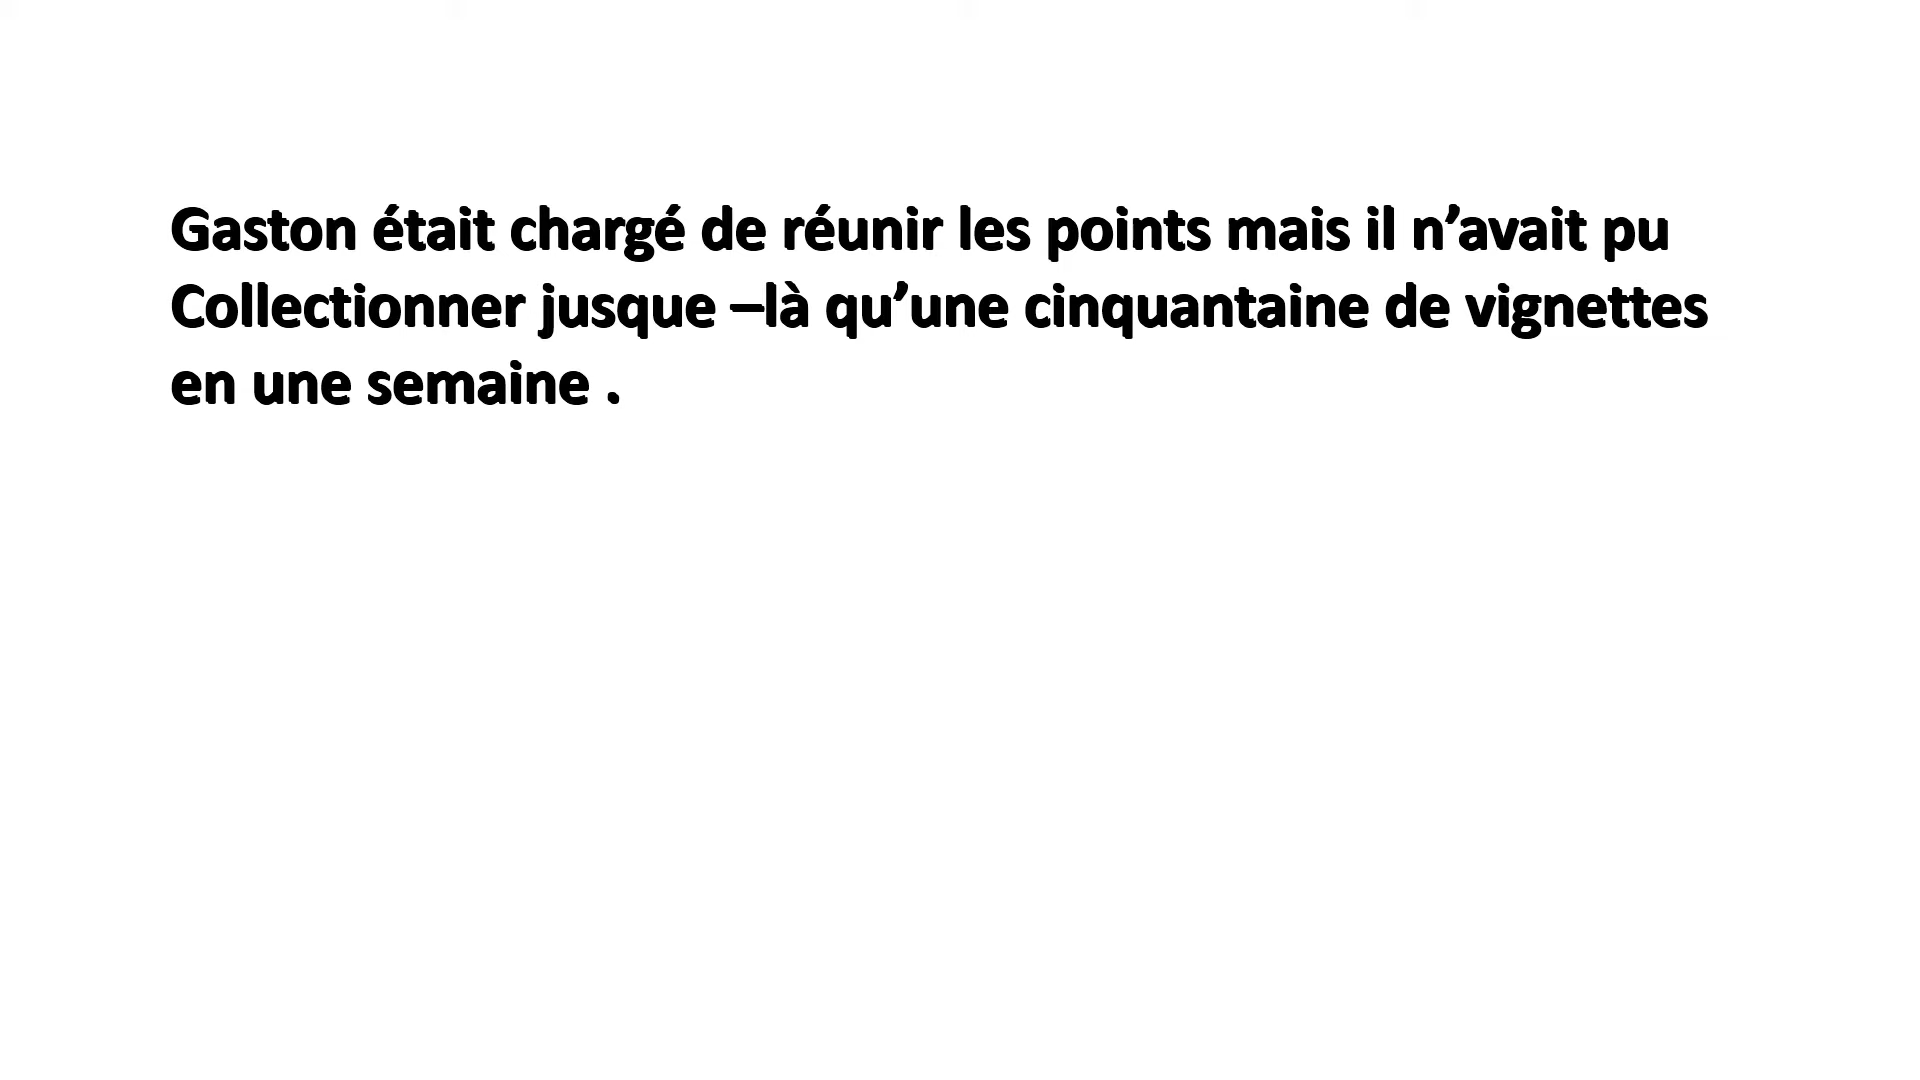 Gaston était chargé de réunir les points mais il n’avait pu
Collectionner jusque –là qu’une cinquantaine de vignettes
en une semaine .